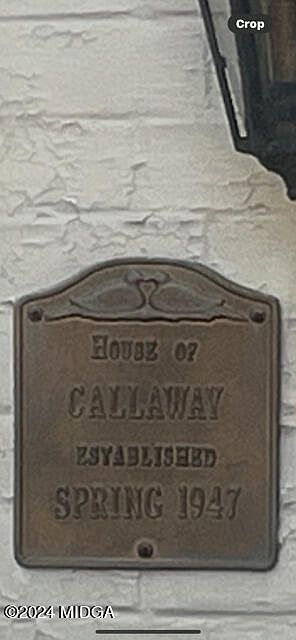 Crop
House of
CALLAWAY
ESTABLISHED
SPRING 1947
©2024 MIDGA